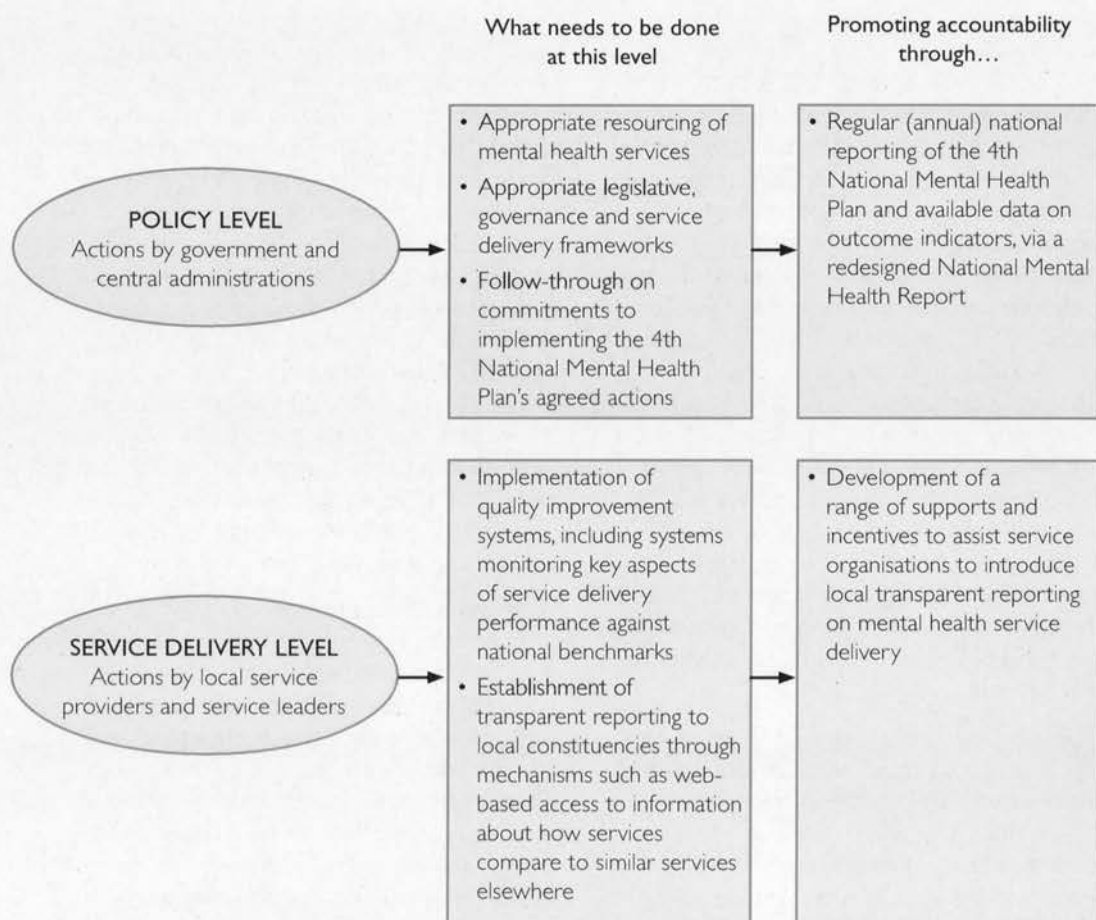 What needs to be done
at this level
Promoting accountability
through...
POLICY LEVEL
Actions by government and
central administrations
• Appropriate resourcing of
mental health services
• Appropriate legislative,
governance and service
delivery frameworks
• Follow-through on
commitments to
implementing the 4th
National Mental Health
Plan's agreed actions
• Regular (annual) national
reporting of the 4th
National Mental Health
Plan and available data on
outcome indicators, via a
redesigned National Mental
Health Report
SERVICE DELIVERY LEVEL
Actions by local service
providers and service leaders
• Implementation of
quality improvement
systems, including systems
monitoring key aspects
of service delivery
performance against
national benchmarks
• Establishment of
transparent reporting to
local constituencies through
mechanisms such as web-
based access to information
about how services
compare to similar services
elsewhere
• Development of a
range of supports and
incentives to assist service
organisations to introduce
local transparent reporting
on mental health service
delivery